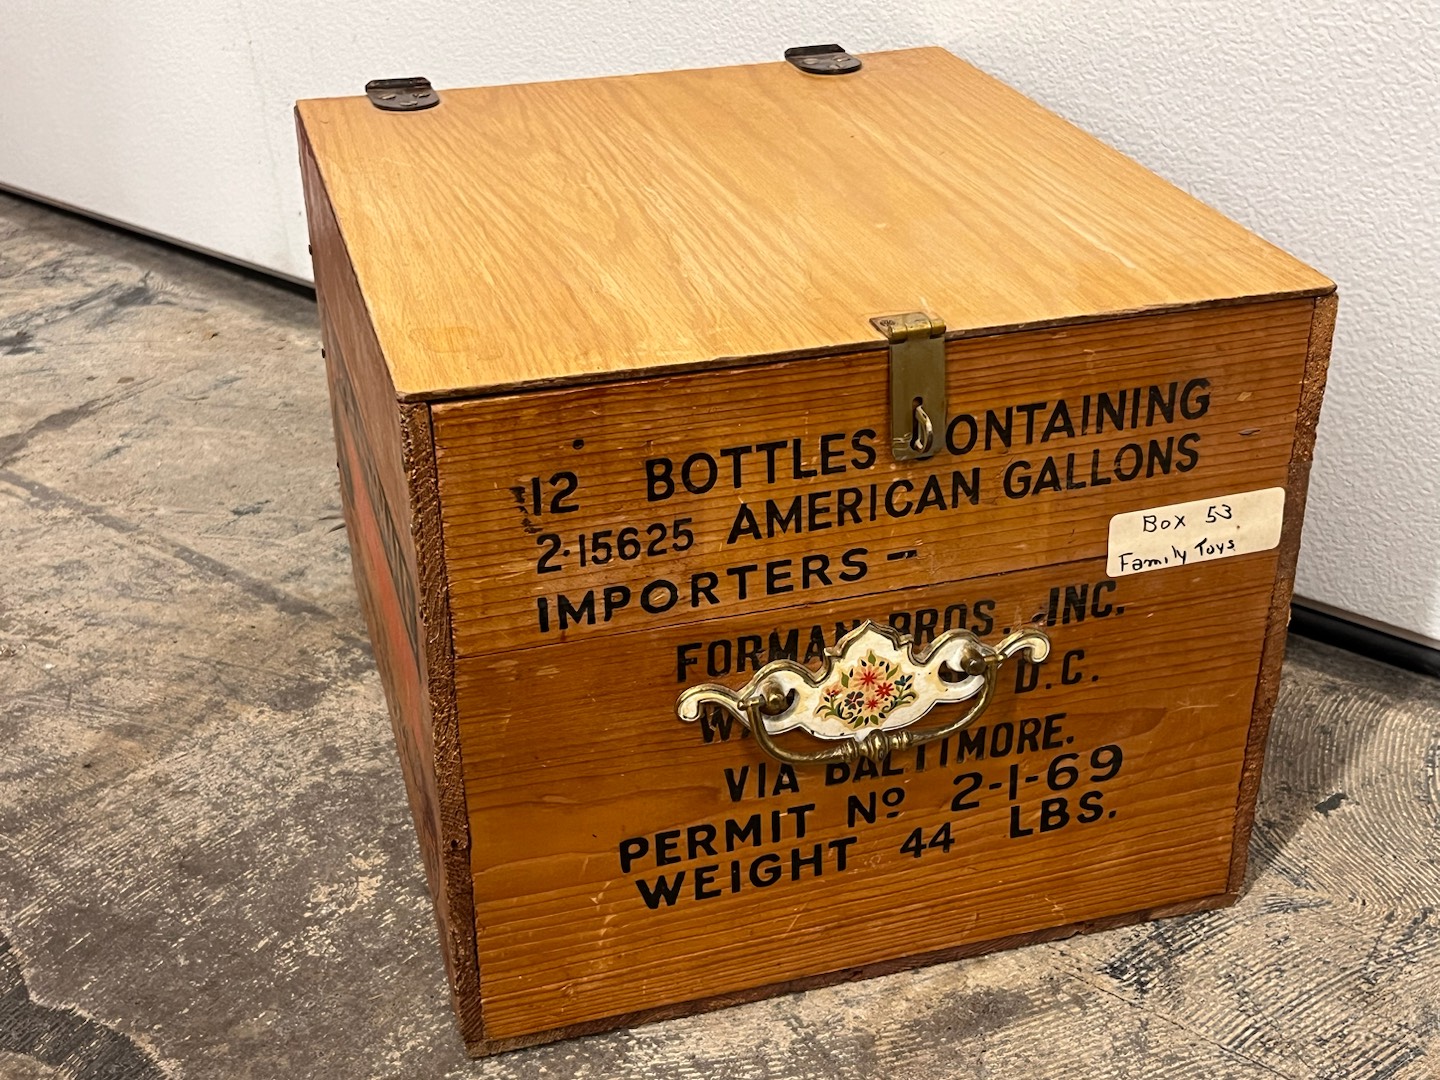 12 BOTTLES CONTAINING
2·15625 AMERICAN GALLONS
IMPORTERS –
FORMAN BROS. INC.
D.C.
VIA BALTIMORE.
PERMIT Nº 2-1-69
WEIGHT 44 LBS.
Box 53
Family Toys